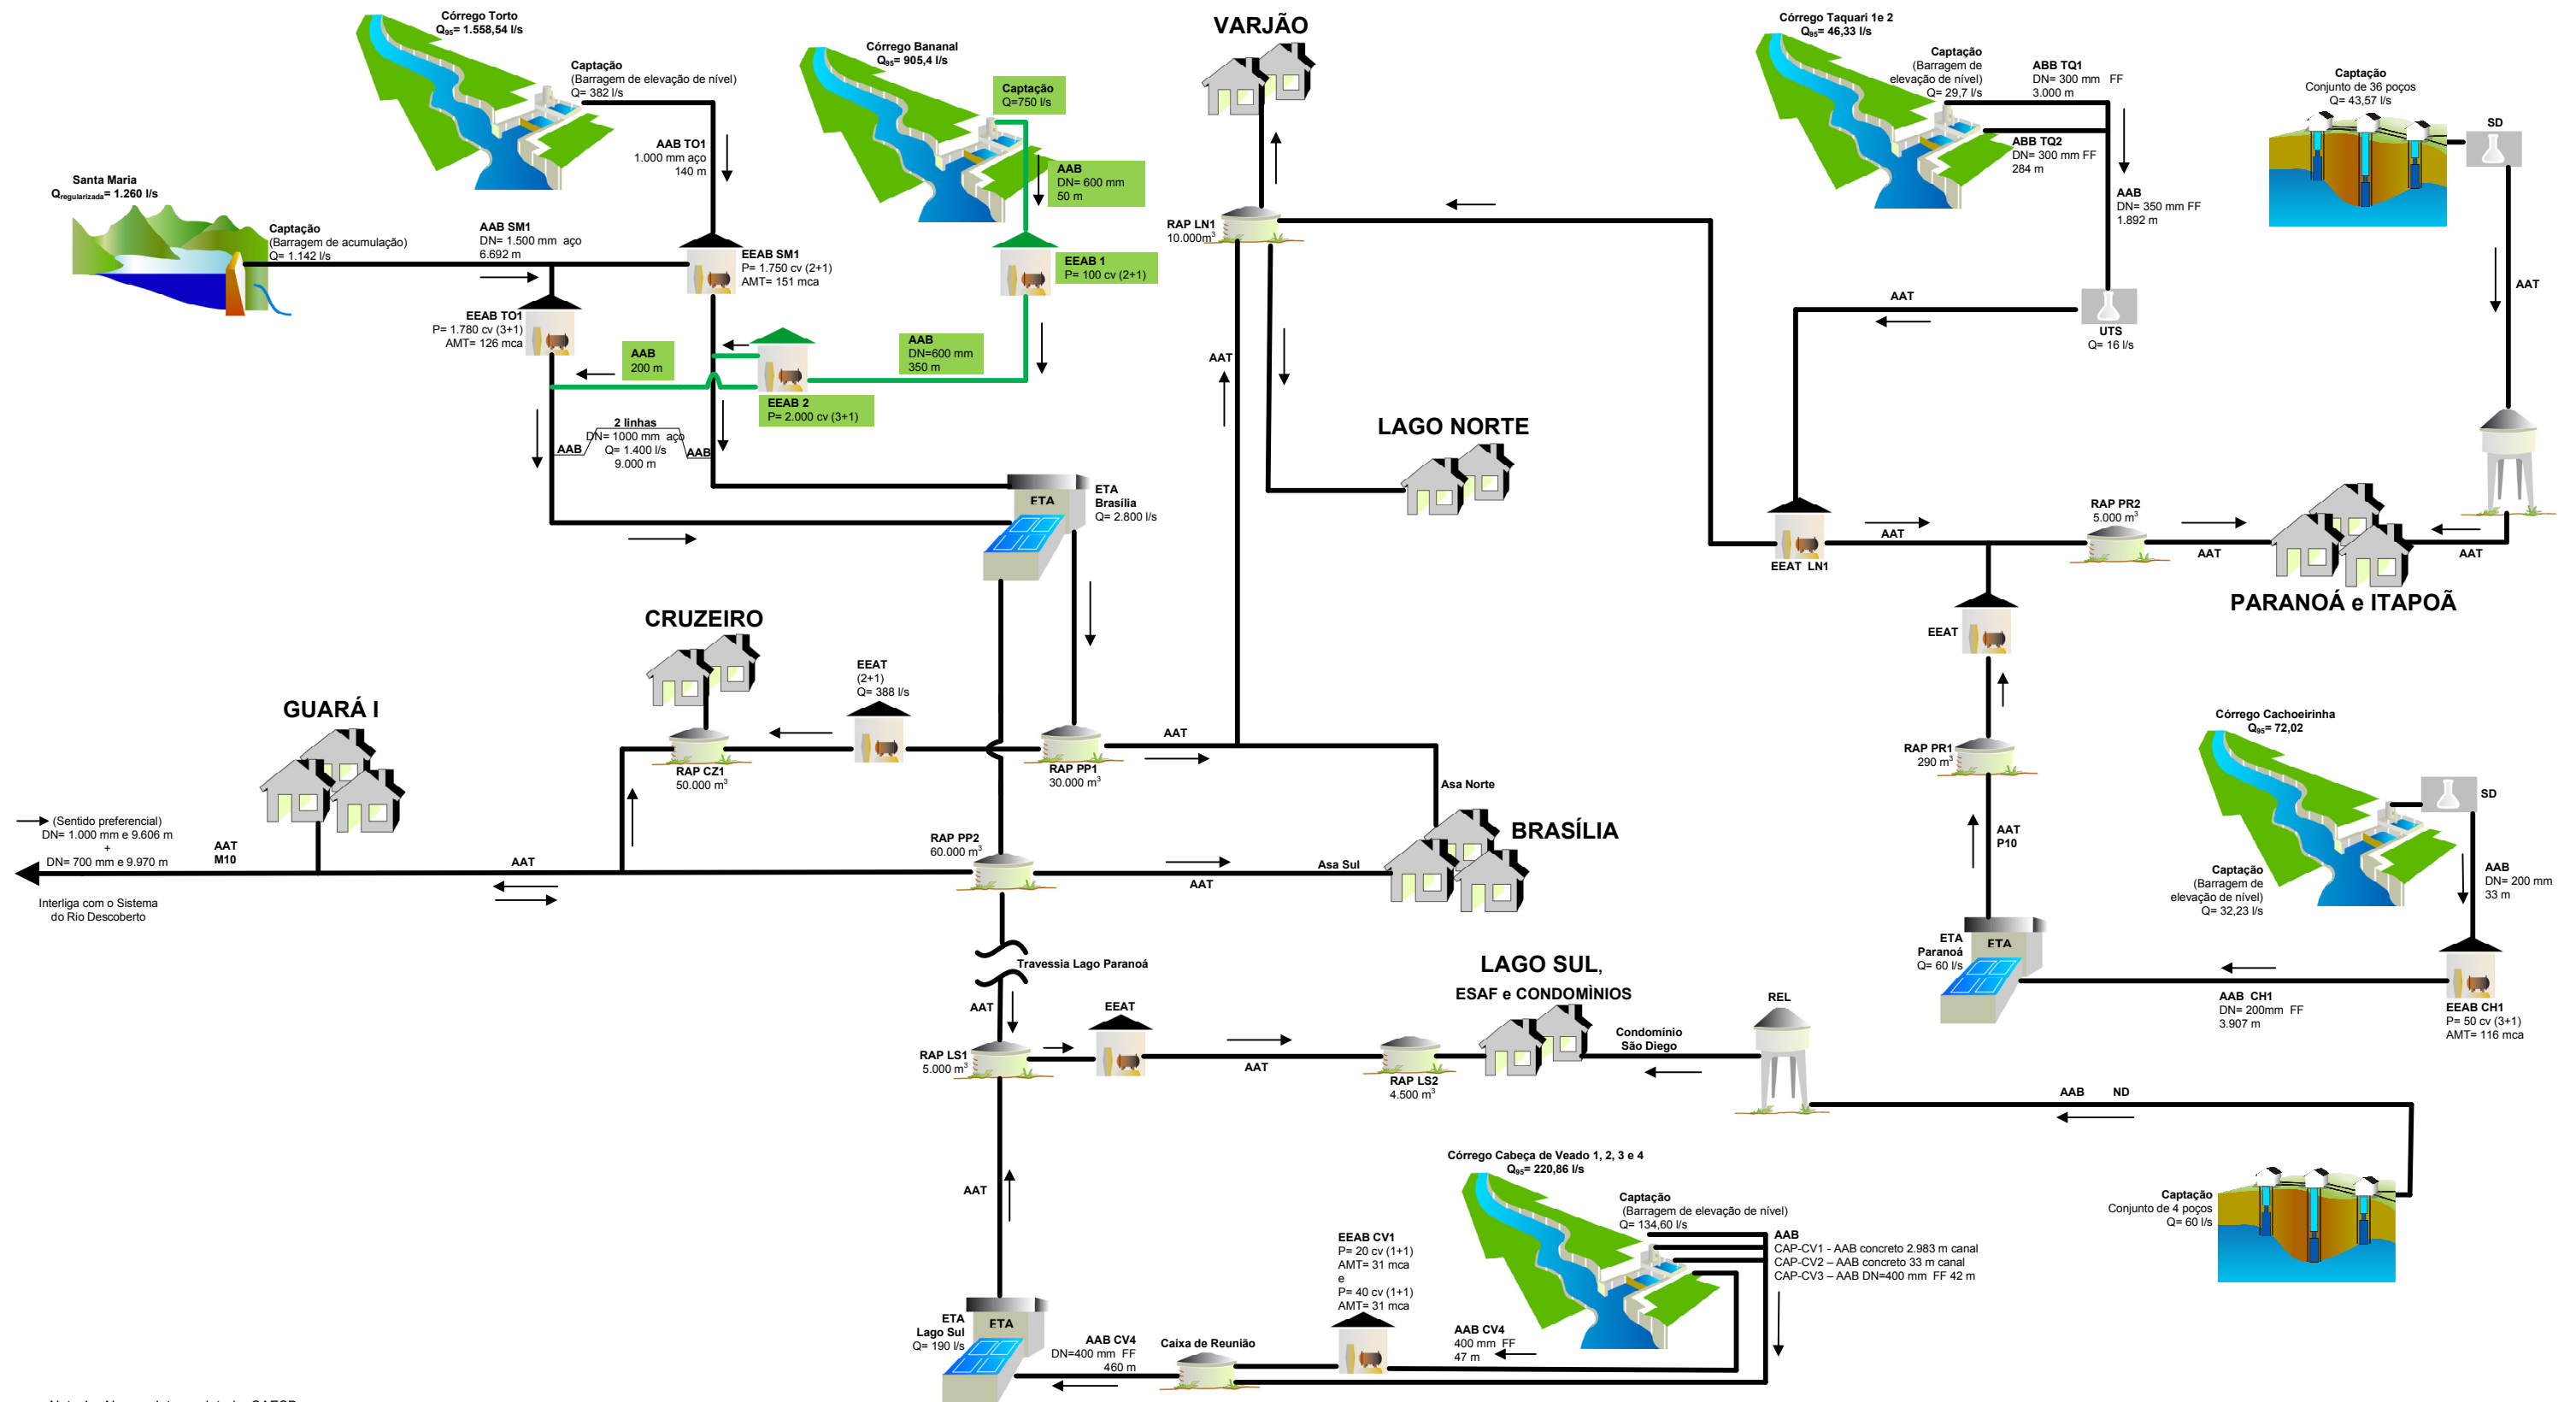 Córrego Torto
Q95= 1.558,54 l/s
Captação
(Barragem de elevação de nível)
Q= 382 l/s
AAB TO1
1.000 mm aço
140 m
Santa Maria
Qregularizada= 1.260 l/s
Captação
(Barragem de acumulação)
Q= 1.142 l/s
AAB SM1
DN= 1.500 mm aço
6.692 m
EEAB SM1
P= 1.750 cv (2+1)
AMT= 151 mca
EEAB TO1
P= 1.780 cv (3+1)
AMT= 126 mca
Córrego Bananal
Q95= 905,4 l/s
Captação
Q=750 l/s
AAB
DN= 600 mm
50 m
EEAB 1
P= 100 cv (2+1)
AAB
DN=600 mm
350 m
AAB
200 m
EEAB 2
P= 2.000 cv (3+1)
2 linhas
DN= 1000 mm aço
Q= 1.400 l/s
9.000 m
AAB
AAB
ETA
ETA
Brasília
Q= 2.800 l/s
VARJÃO
RAP LN1
10.000m³
AAT
LAGO NORTE
Córrego Taquari 1e 2
Q95= 46,33 l/s
Captação
(Barragem de
elevação de nível)
Q= 29,7 l/s
ABB TQ1
DN= 300 mm FF
3.000 m
ABB TQ2
DN= 300 mm FF
284 m
AAB
DN= 350 mm FF
1.892 m
UTS
Q= 16 l/s
AAT
Captação
Conjunto de 36 poços
Q= 43,57 l/s
SD
AAT
EEAT LN1
AAT
RAP PR2
5.000 m³
AAT
AAT
PARANOÁ e ITAPOÃ
EEAT
RAP PR1
290 m³
AAT
P10
Córrego Cachoeirinha
Q95= 72,02
SD
Captação
(Barragem de
elevação de nível)
Q= 32,23 l/s
AAB
DN= 200 mm
33 m
ETA
Paranoá
Q= 60 l/s
ETA
AAB CH1
DN= 200mm FF
3.907 m
EEAB CH1
P= 50 cv (3+1)
AMT= 116 mca
CRUZEIRO
EEAT
(2+1)
Q= 388 l/s
GUARÁ I
RAP CZ1
50.000 m³
RAP PP1
30.000 m³
AAT
Asa Norte
BRASÍLIA
(Sentido preferencial)
DN= 1.000 mm e 9.606 m
+
DN= 700 mm e 9.970 m
AAT
M10
AAT
RAP PP2
60.000 m³
Asa Sul
AAT
Interliga com o Sistema
do Rio Descoberto
Travessia Lago Paranoá
AAT
LAGO SUL,
ESAF e CONDOMÌNIOS
RAP LS1
5.000 m³
EEAT
AAT
RAP LS2
4.500 m³
Condomínio
São Diego
REL
AAB ND
Captação
Conjunto de 4 poços
Q= 60 l/s
AAT
Córrego Cabeça de Veado 1, 2, 3 e 4
Q95= 220,86 l/s
Captação
(Barragem de elevação de nível)
Q= 134,60 l/s
AAB
CAP-CV1 - AAB concreto 2.983 m canal
CAP-CV2 – AAB concreto 33 m canal
CAP-CV3 – AAB DN=400 mm FF 42 m
EEAB CV1
P= 20 cv (1+1)
AMT= 31 mca
e
P= 40 cv (1+1)
AMT= 31 mca
AAB CV4
400 mm FF
47 m
Caixa de Reunião
AAB CV4
DN=400 mm FF
460 m
ETA
Lago Sul
Q= 190 l/s
ETA